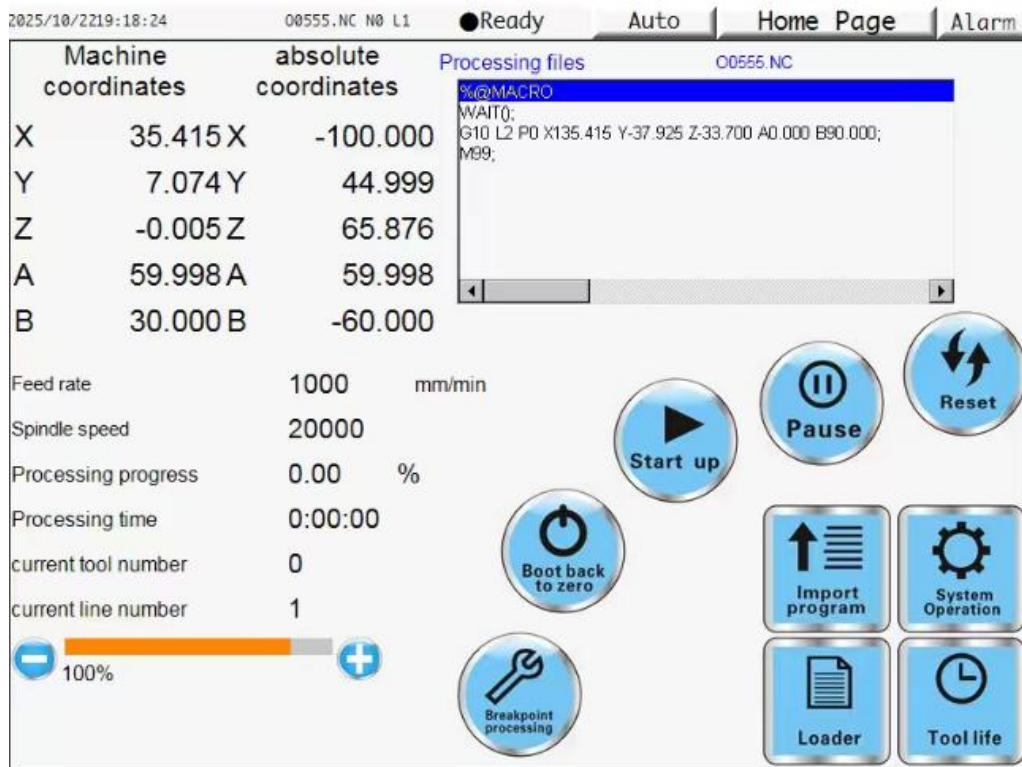 2025/10/2219:18:24 O0555.NC N0 L1 Ready Auto Home Page Alarm
Machine coordinates
absolute coordinates
Processing files O0555.NC
%@MACRO
WAIT();
G10 L2 P0 X135.415 Y-37.925 Z-33.700 A0.000 B90.000;
M99;
X 35.415 X -100.000
Y 7.074 Y 44.999
Z -0.005 Z 65.876
A 59.998 A 59.998
B 30.000 B -60.000
Feed rate 1000 mm/min
Spindle speed 20000
Processing progress 0.00 %
Processing time 0:00:00
current tool number 0
current line number 1
100%
Start up
Pause
Reset
Boot back
to zero
Import
program
System
Operation
Breakpoint
processing
Loader
Tool life